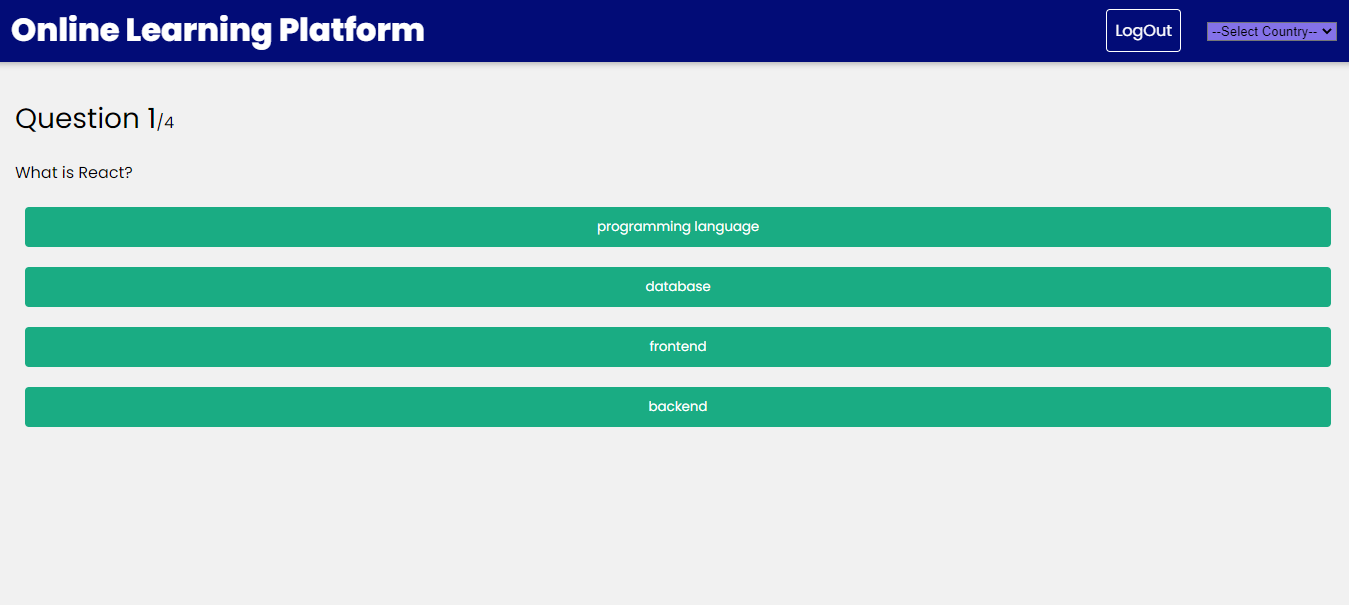 Online Learning Platform
LogOut
--Select Country--
Question 1/4
What is React?
programming language
database
frontend
backend